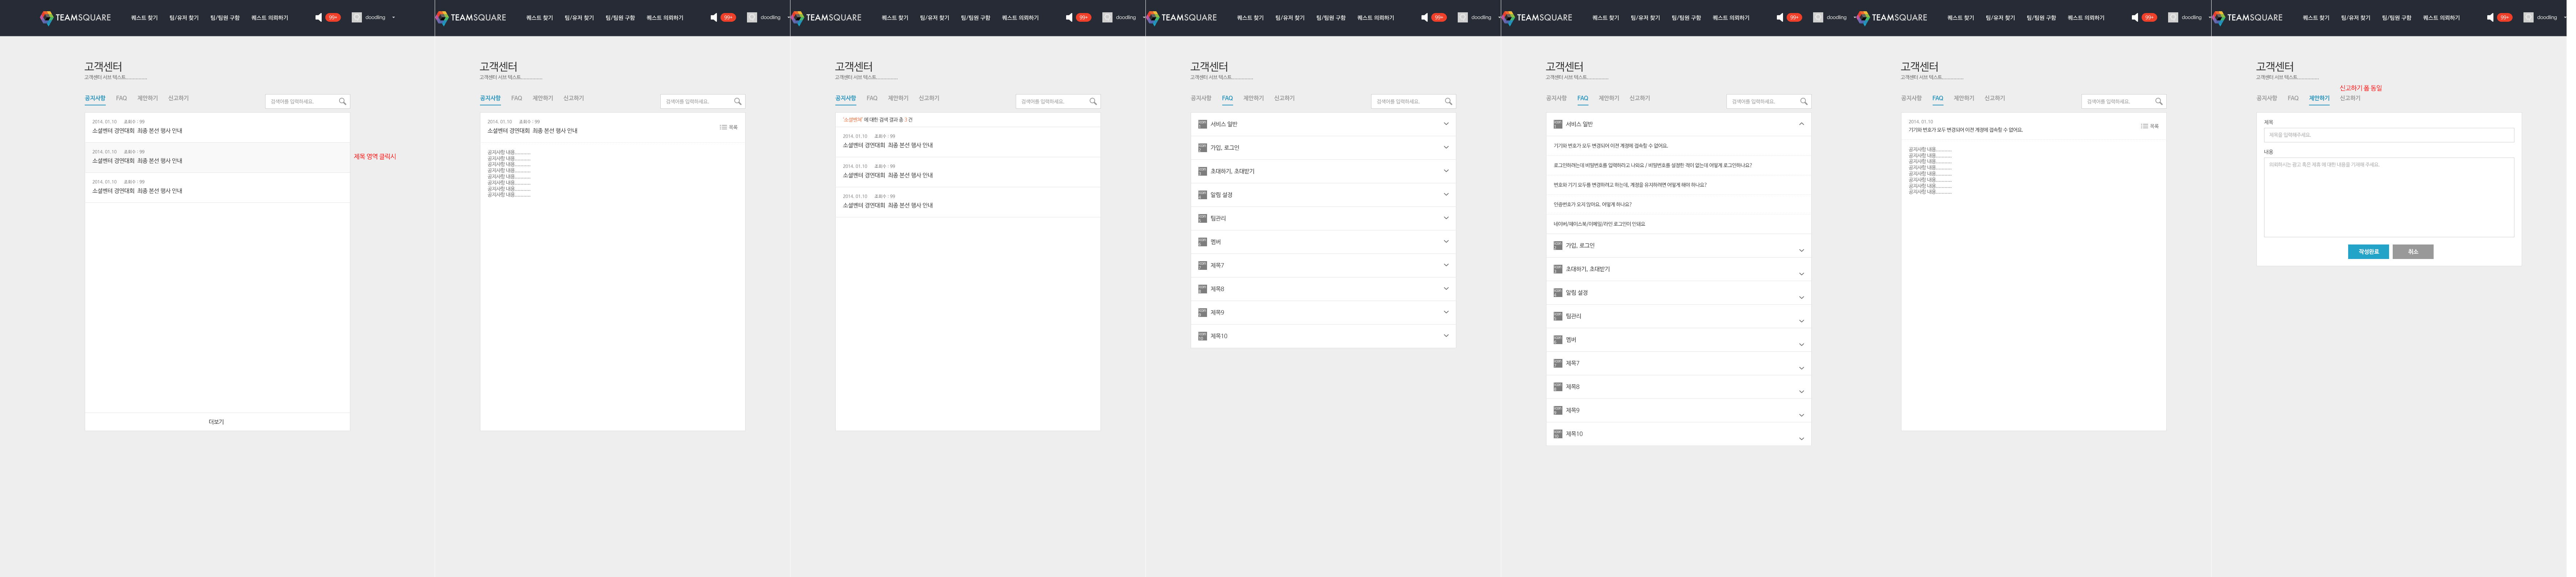 TEAMSQUARE 퀘스트 찾기 팀/유저 찾기 팀/팀원 구함 퀘스트 의뢰하기 99+ doodling
고객센터
고객센터 서브 텍스트................
공지사항 FAQ 제안하기 신고하기 검색어를 입력하세요.
2014. 01.10 조회수 : 99
소셜벤터 경연대회 최종 본선 행사 안내
2014. 01.10 조회수 : 99
소셜벤터 경연대회 최종 본선 행사 안내
제목 영역 클릭시
2014. 01.10 조회수 : 99
소셜벤터 경연대회 최종 본선 행사 안내
더보기
TEAMSQUARE 퀘스트 찾기 팀/유저 찾기 팀/팀원 구함 퀘스트 의뢰하기 99+ doodling
고객센터
고객센터 서브 텍스트................
공지사항 FAQ 제안하기 신고하기 검색어를 입력하세요.
2014. 01.10 조회수 : 99
소셜벤터 경연대회 최종 본선 행사 안내 목록
공지사항 내용............
공지사항 내용............
공지사항 내용............
공지사항 내용............
공지사항 내용............
공지사항 내용............
공지사항 내용............
공지사항 내용............
TEAMSQUARE 퀘스트 찾기 팀/유저 찾기 팀/팀원 구함 퀘스트 의뢰하기 99+ doodling
고객센터
고객센터 서브 텍스트................
공지사항 FAQ 제안하기 신고하기 검색어를 입력하세요.
'소셜벤처' 에 대한 검색 결과 총 3 건
2014. 01.10 조회수 : 99
소셜벤터 경연대회 최종 본선 행사 안내
2014. 01.10 조회수 : 99
소셜벤터 경연대회 최종 본선 행사 안내
2014. 01.10 조회수 : 99
소셜벤터 경연대회 최종 본선 행사 안내
TEAMSQUARE 퀘스트 찾기 팀/유저 찾기 팀/팀원 구함 퀘스트 의뢰하기 99+ doodling
고객센터
고객센터 서브 텍스트................
공지사항 FAQ 제안하기 신고하기 검색어를 입력하세요.
서비스 일반
가입, 로그인
초대하기, 초대받기
알림 설정
팀관리
멤버
제목7
제목8
제목9
제목10
TEAMSQUARE 퀘스트 찾기 팀/유저 찾기 팀/팀원 구함 퀘스트 의뢰하기 99+ doodling
고객센터
고객센터 서브 텍스트................
공지사항 FAQ 제안하기 신고하기 검색어를 입력하세요.
서비스 일반
기기와 번호가 모두 변경되어 이전 계정에 접속할 수 없어요.
로그인하려는데 비밀번호를 입력하라고 나와요 / 비밀번호를 설정한 적이 없는데 어떻게 로그인하나요?
번호와 기기 모두를 변경하려고 하는데, 계정을 유지하려면 어떻게 해야 하나요?
인증번호가 오지 않아요. 어떻게 하나요?
네이버/페이스북/이메일/라인 로그인이 안돼요
가입, 로그인
초대하기, 초대받기
알림 설정
팀관리
멤버
제목7
제목8
제목9
제목10
TEAMSQUARE 퀘스트 찾기 팀/유저 찾기 팀/팀원 구함 퀘스트 의뢰하기 99+ doodling
고객센터
고객센터 서브 텍스트................
공지사항 FAQ 제안하기 신고하기 검색어를 입력하세요.
2014. 01.10
기기와 번호가 모두 변경되어 이전 계정에 접속할 수 없어요. 목록
공지사항 내용............
공지사항 내용............
공지사항 내용............
공지사항 내용............
공지사항 내용............
공지사항 내용............
공지사항 내용............
공지사항 내용............
TEAMSQUARE 퀘스트 찾기 팀/유저 찾기 팀/팀원 구함 퀘스트 의뢰하기 99+ doodling
고객센터
고객센터 서브 텍스트................
신고하기 폼 동일
공지사항 FAQ 제안하기 신고하기
제목
제목을 입력해주세요.
내용
의뢰하시는 광고 혹은 제휴 에 대한 내용을 기재해 주세요.
작성완료 취소